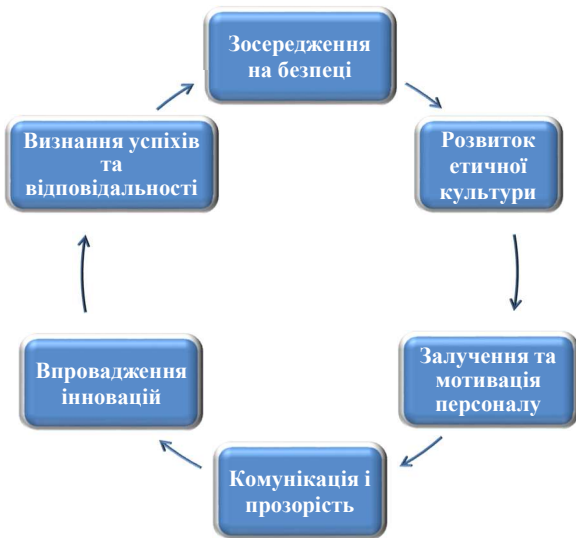 Зосередження
на безпеці
Розвиток
етичної
культури
Залучення та
мотивація
персоналу
Комунікація і
прозорість
Впровадження
інновацій
Визнання успіхів
та
відповідальності